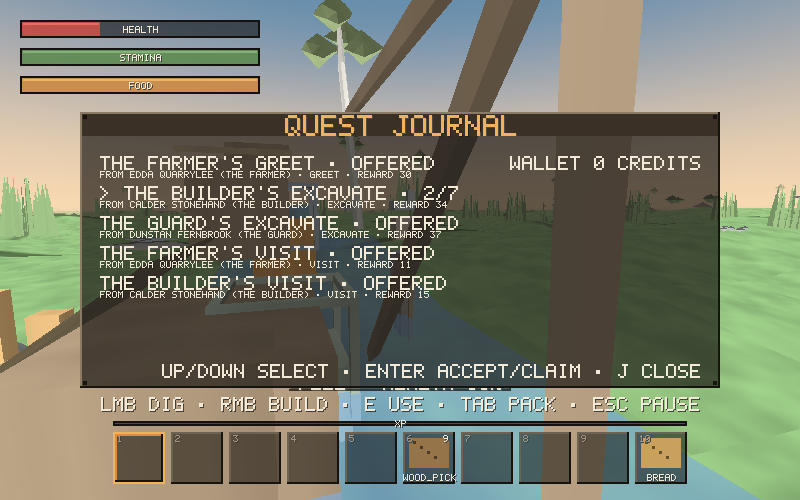 HEALTH
STAMINA
FOOD
QUEST JOURNAL
THE FARMER'S GREET • OFFERED
WALLET 0 CREDITS
FROM EDDA QUARRYLEE (THE FARMER) • GREET • REWARD 30
> THE BUILDER'S EXCAVATE • 2/7
FROM CALDER STONEHAND (THE BUILDER) • EXCAVATE • REWARD 34
THE GUARD'S EXCAVATE • OFFERED
FROM DUNSTAN FERNBROOK (THE GUARD) • EXCAVATE • REWARD 37
THE FARMER'S VISIT • OFFERED
FROM EDDA QUARRYLEE (THE FARMER) • VISIT • REWARD 11
THE BUILDER'S VISIT • OFFERED
FROM CALDER STONEHAND (THE BUILDER) • VISIT • REWARD 15
UP/DOWN SELECT • ENTER ACCEPT/CLAIM • J CLOSE
LMB DIG • RMB BUILD • E USE • TAB PACK • ESC PAUSE
XP
1 2 3 4 5 6 9 7 8 9 10
WOOD_PICK BREAD